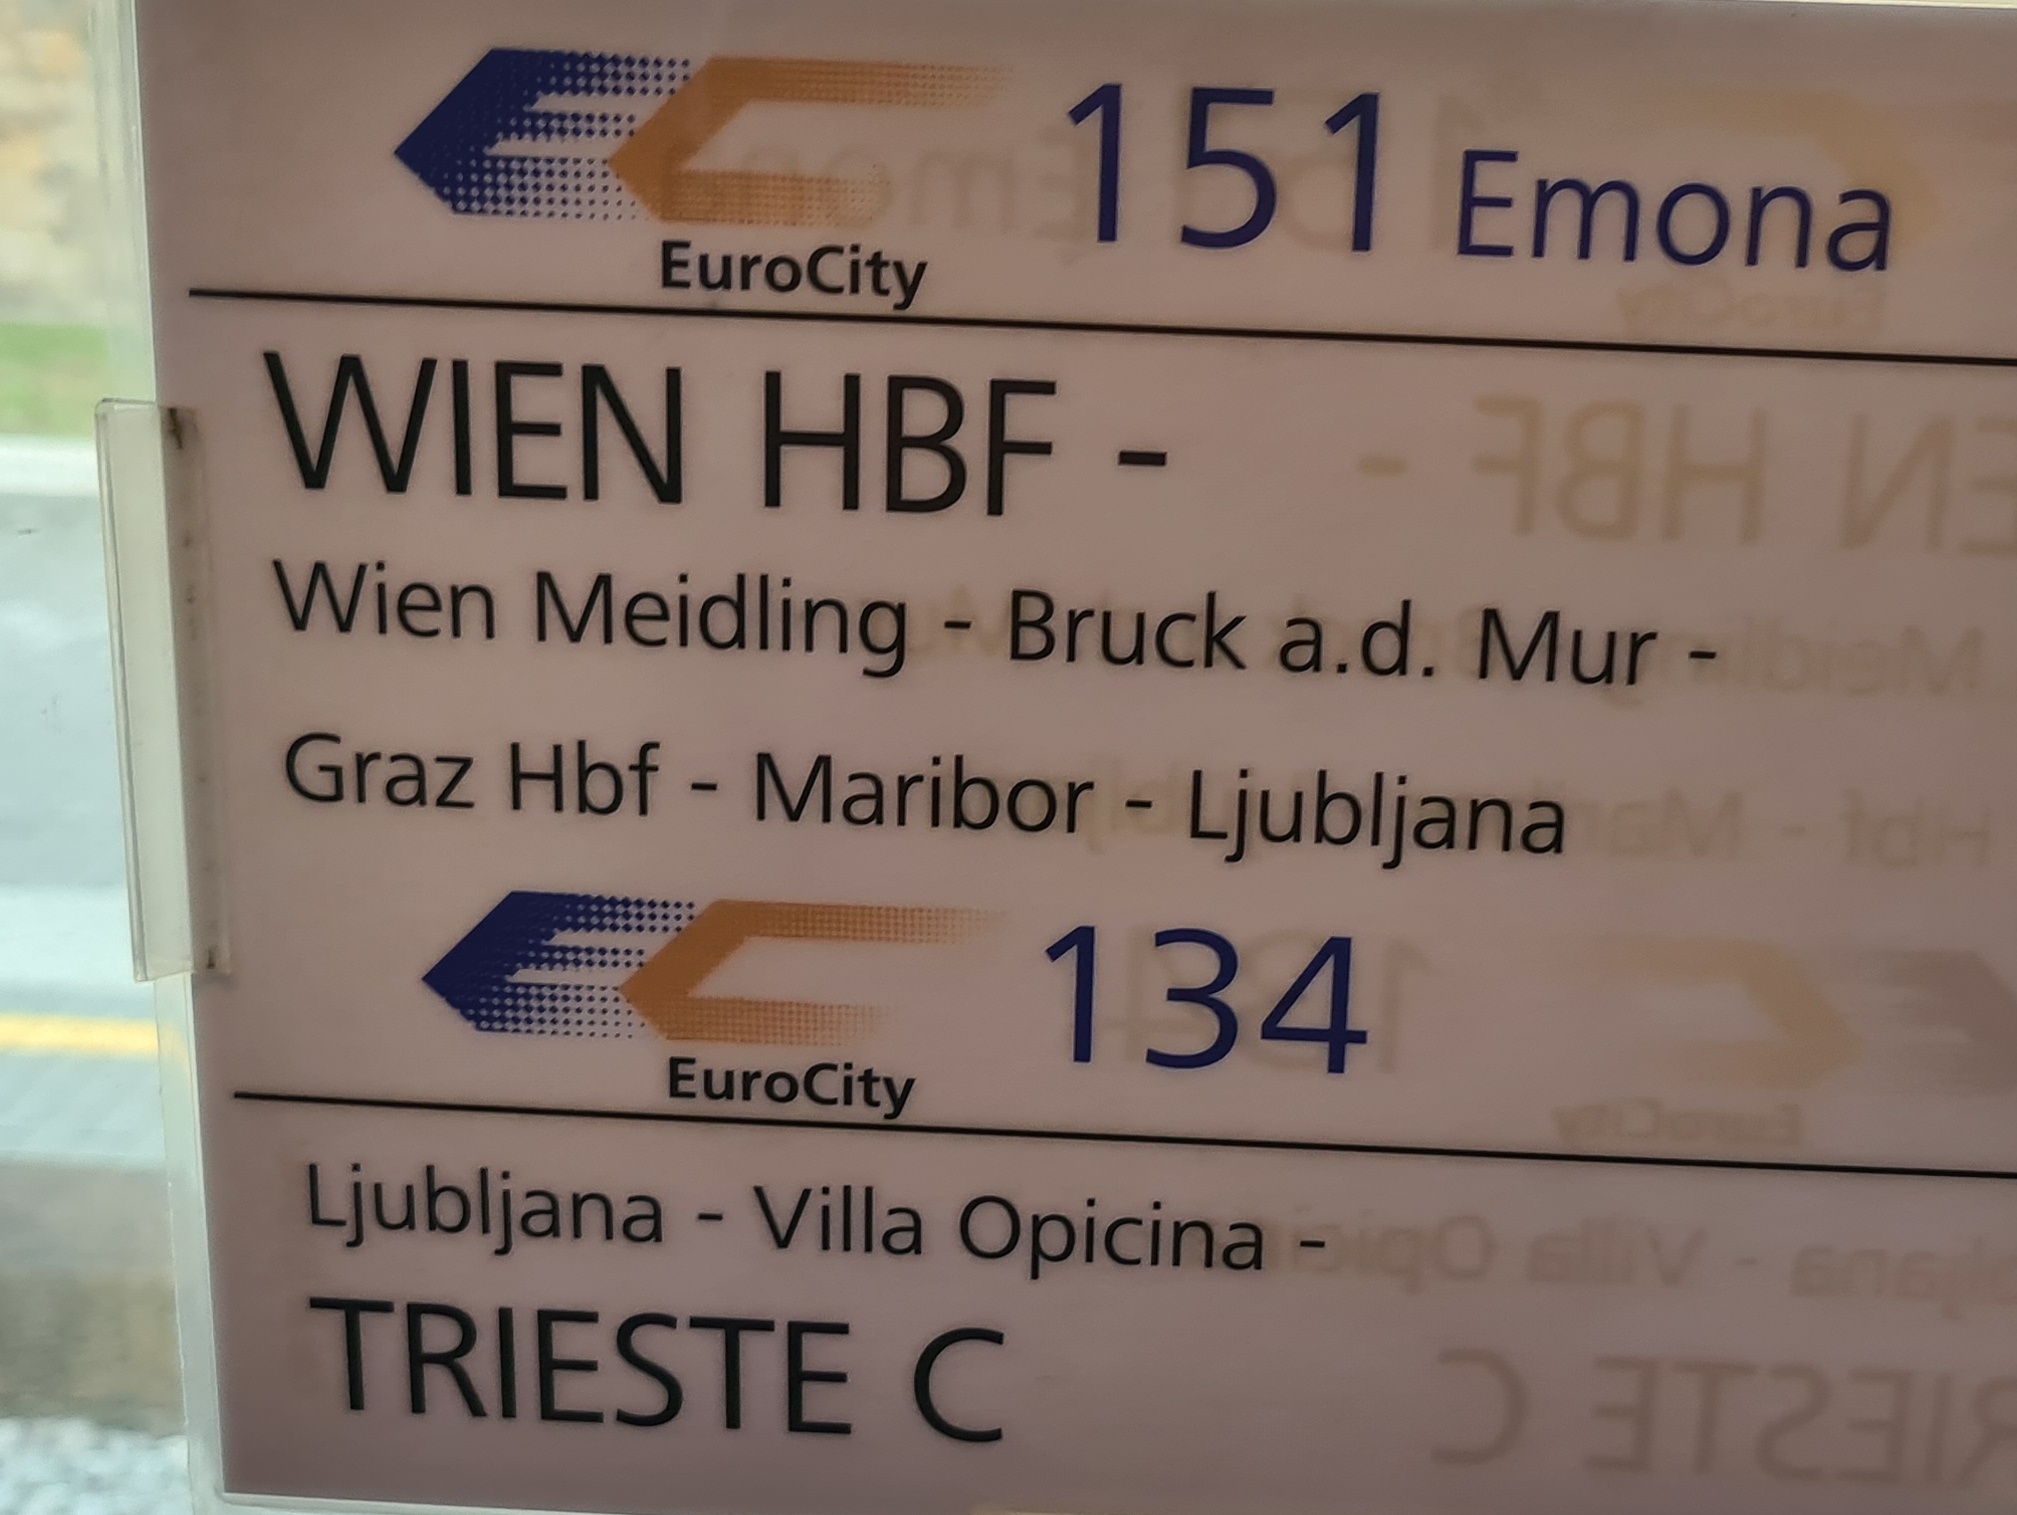 151 Emona
EuroCity
WIEN HBF -
Wien Meidling - Bruck a.d. Mur -
Graz Hbf - Maribor - Ljubljana
134
EuroCity
Ljubljana - Villa Opicina -
TRIESTE C